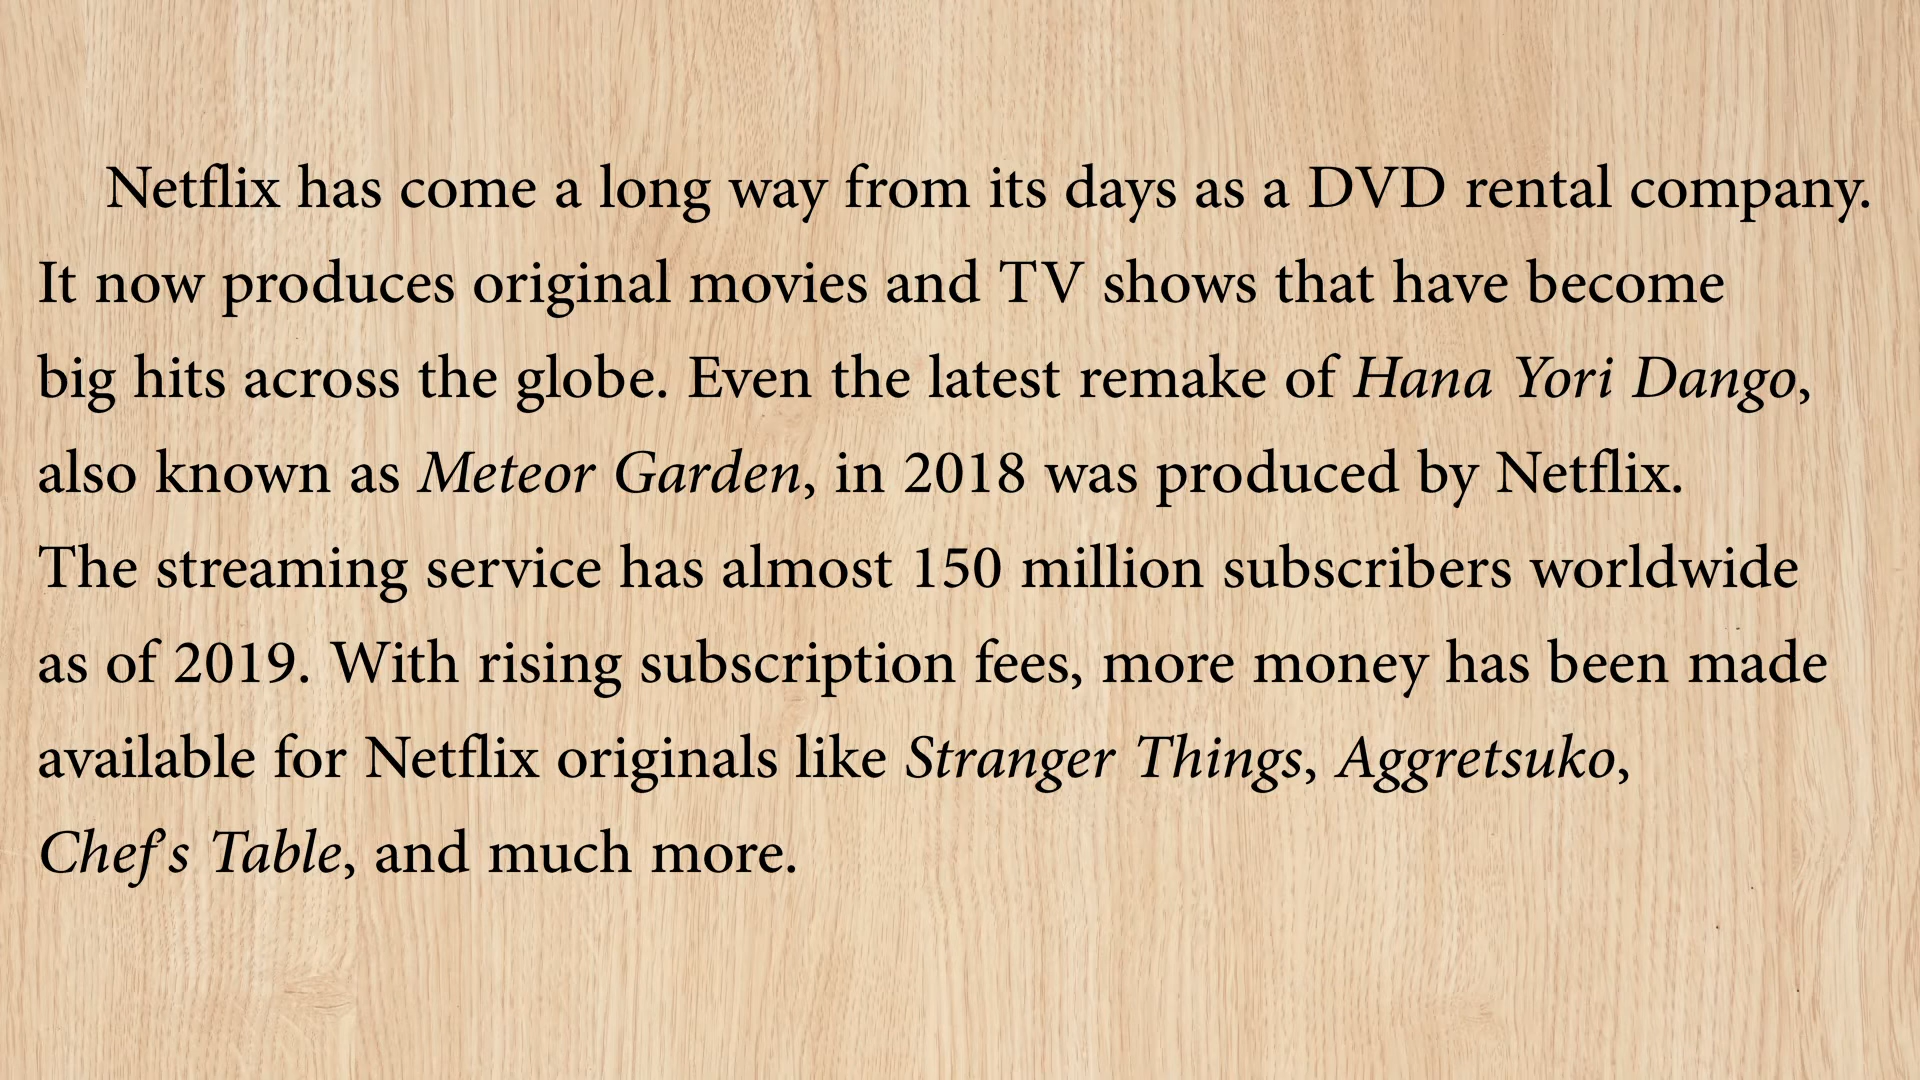 Netflix has come a long way from its days as a DVD rental company.
It now produces original movies and TV shows that have become
big hits across the globe. Even the latest remake of Hana Yori Dango,
also known as Meteor Garden, in 2018 was produced by Netflix.
The streaming service has almost 150 million subscribers worldwide
as of 2019. With rising subscription fees, more money has been made
available for Netflix originals like Stranger Things, Aggretsuko,
Chef's Table, and much more.